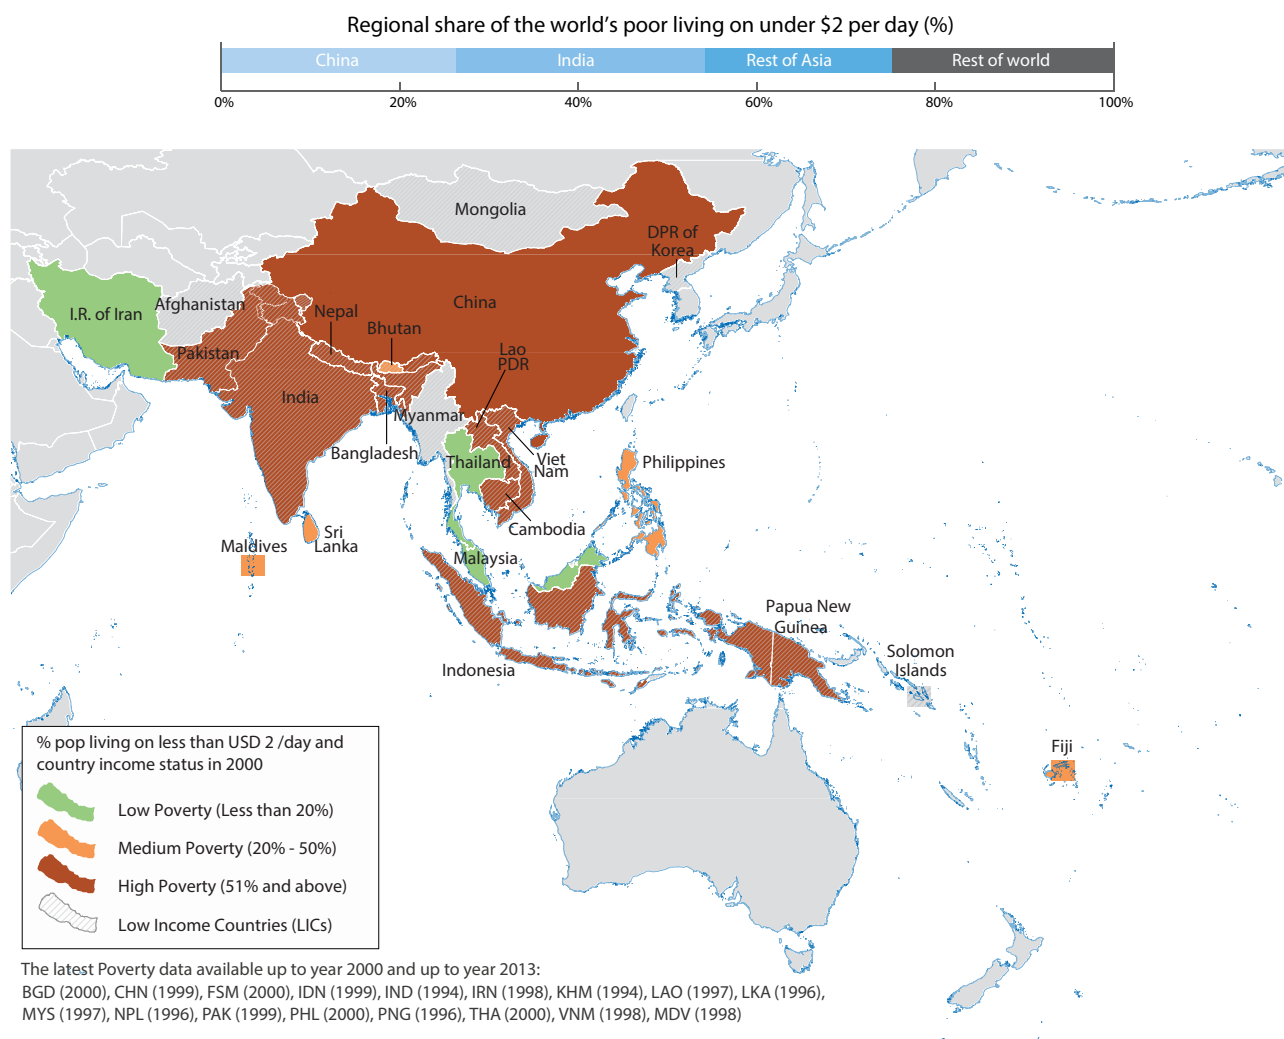 Regional share of the world's poor living on under $2 per day (%)
China India Rest of Asia Rest of world
0% 20% 40% 60% 80% 100%
Mongolia
DPR of
Korea
I.R. of Iran
Afghanistan
China
Nepal
Bhutan
Lao
PDR
Pakistan
India
Myanmar
Bangladesh
Thailand
Viet
Nam
Philippines
Cambodia
Sri
Lanka
Maldives
Malaysia
Papua New
Guinea
Indonesia
Solomon
Islands
Fiji
% pop living on less than USD 2 /day and
country income status in 2000
Low Poverty (Less than 20%)
Medium Poverty (20% - 50%)
High Poverty (51% and above)
Low Income Countries (LICs)
The latest Poverty data available up to year 2000 and up to year 2013:
BGD (2000), CHN (1999), FSM (2000), IDN (1999), IND (1994), IRN (1998), KHM (1994), LAO (1997), LKA (1996),
MYS (1997), NPL (1996), PAK (1999), PHL (2000), PNG (1996), THA (2000), VNM (1998), MDV (1998)